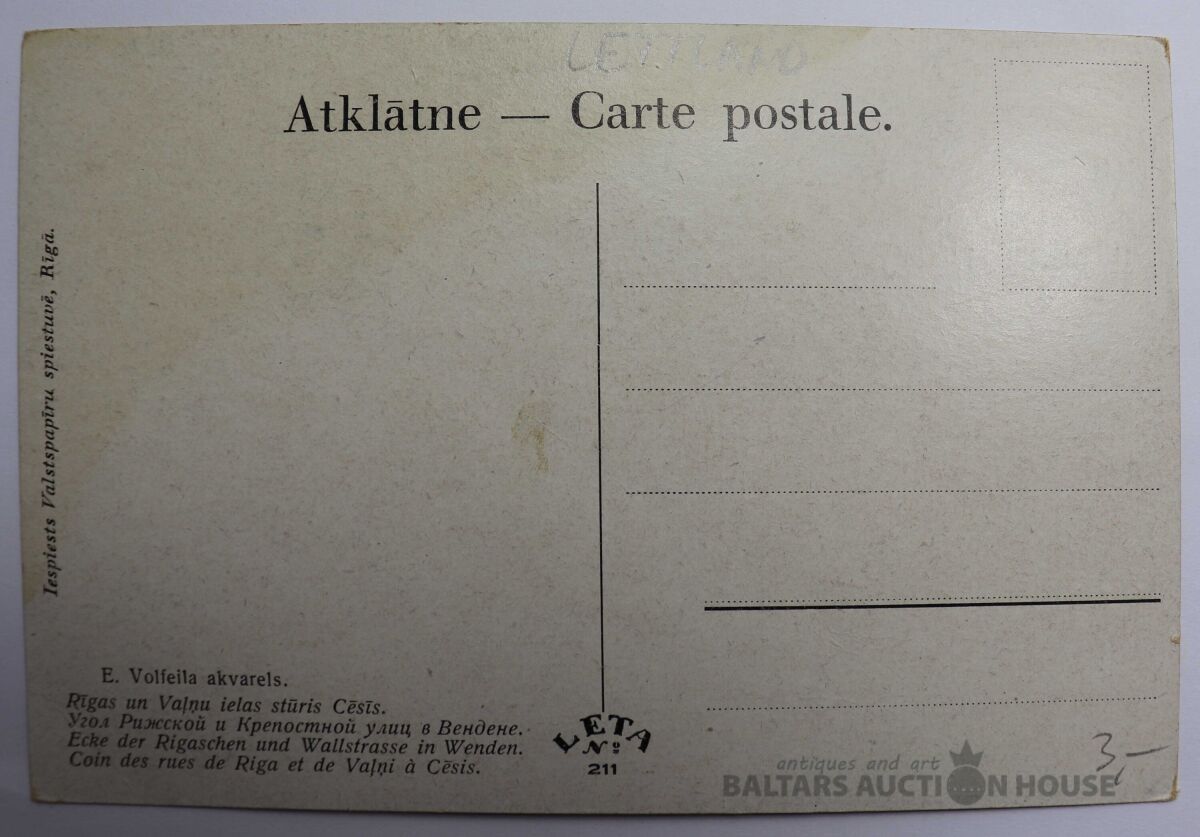 LETTLAND
Atklātne — Carte postale.
Iespiests Valstspapīru spiestuvē, Rīgā.
E. Volfeila akvarels.
Rīgas un Vaļņu ielas stūris Cēsīs.
Угол Рижской и Крепостной улиц в Вендене.
Ecke der Rigaschen und Wallstrasse in Wenden.
Coin des rues de Riga et de Vaļņi à Cēsis.
LETA
№
211
3,—
antiques and art
BALTARS AUCTION HOUSE